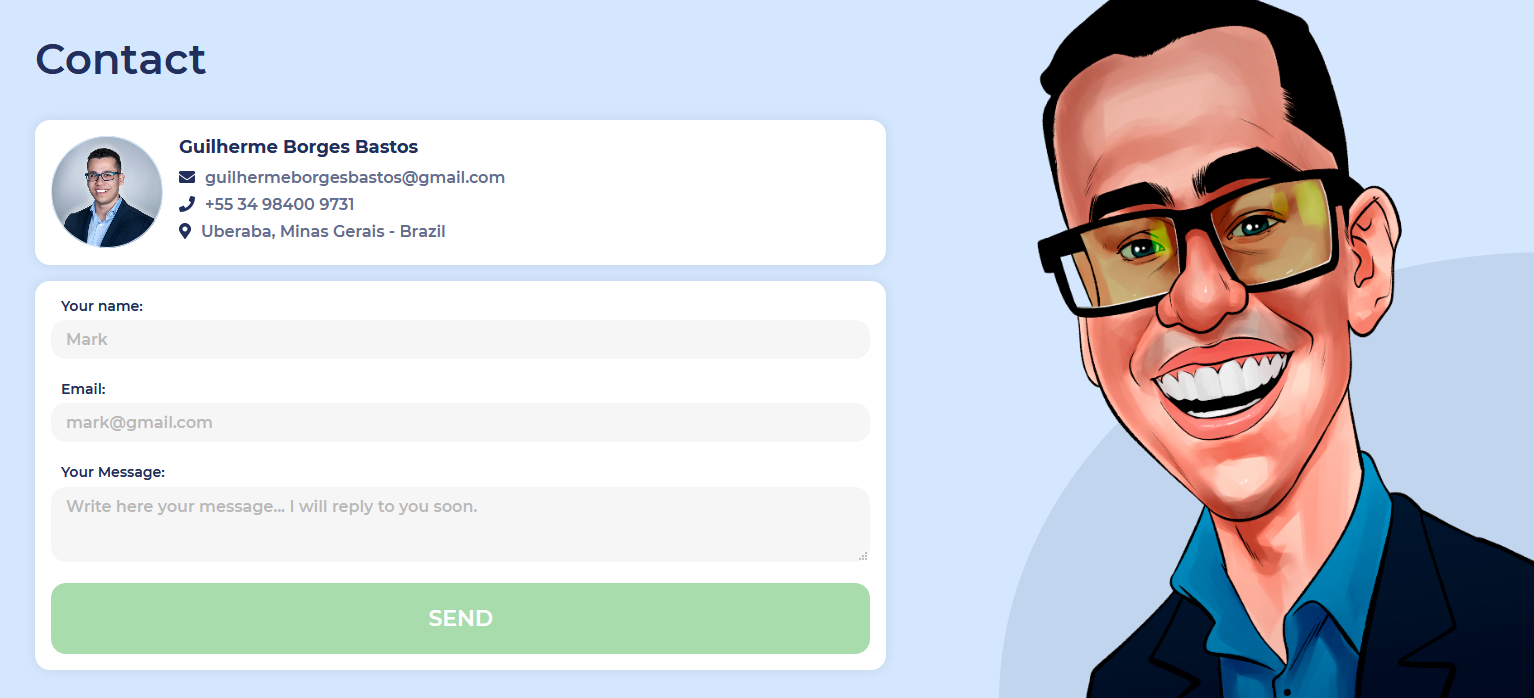 Contact
Guilherme Borges Bastos
guilhermeborgesbastos@gmail.com
+55 34 98400 9731
Uberaba, Minas Gerais - Brazil
Your name:
Mark
Email:
mark@gmail.com
Your Message:
Write here your message... I will reply to you soon.
SEND